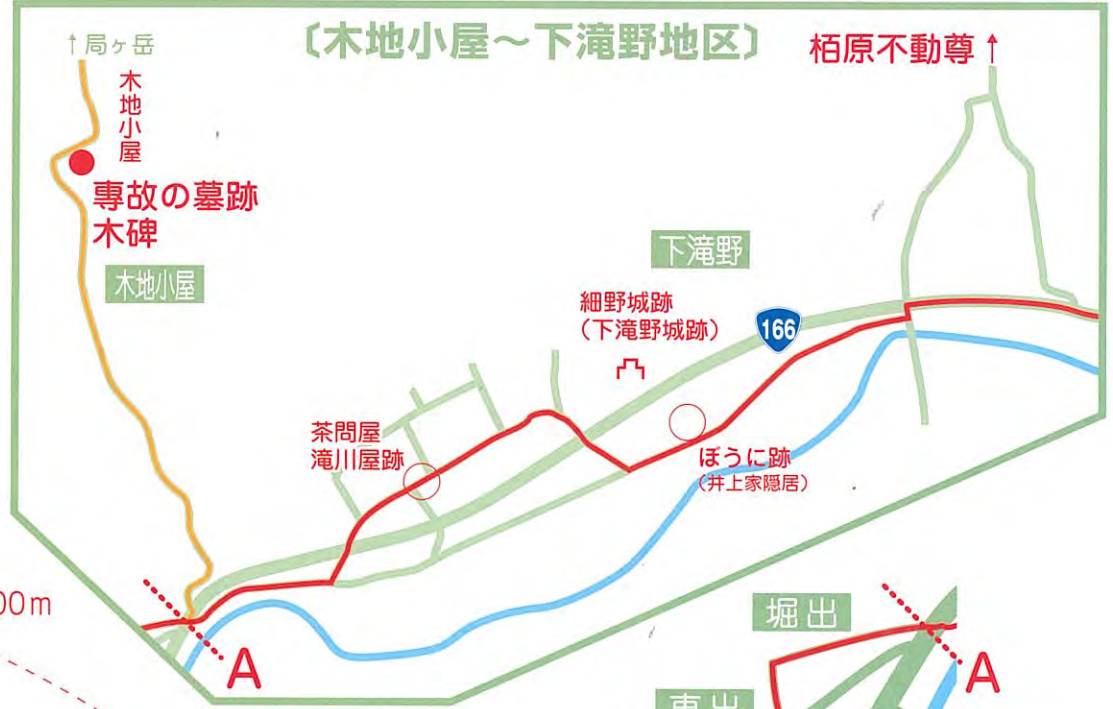 〔木地小屋～下滝野地区〕
↑局ヶ岳
栢原不動尊↑
木地小屋
専故の墓跡
木碑
木地小屋
下滝野
細野城跡
（下滝野城跡）
166
茶問屋
滝川屋跡
ぼうに跡
（井上家隠居）
00m
A
堀出
A